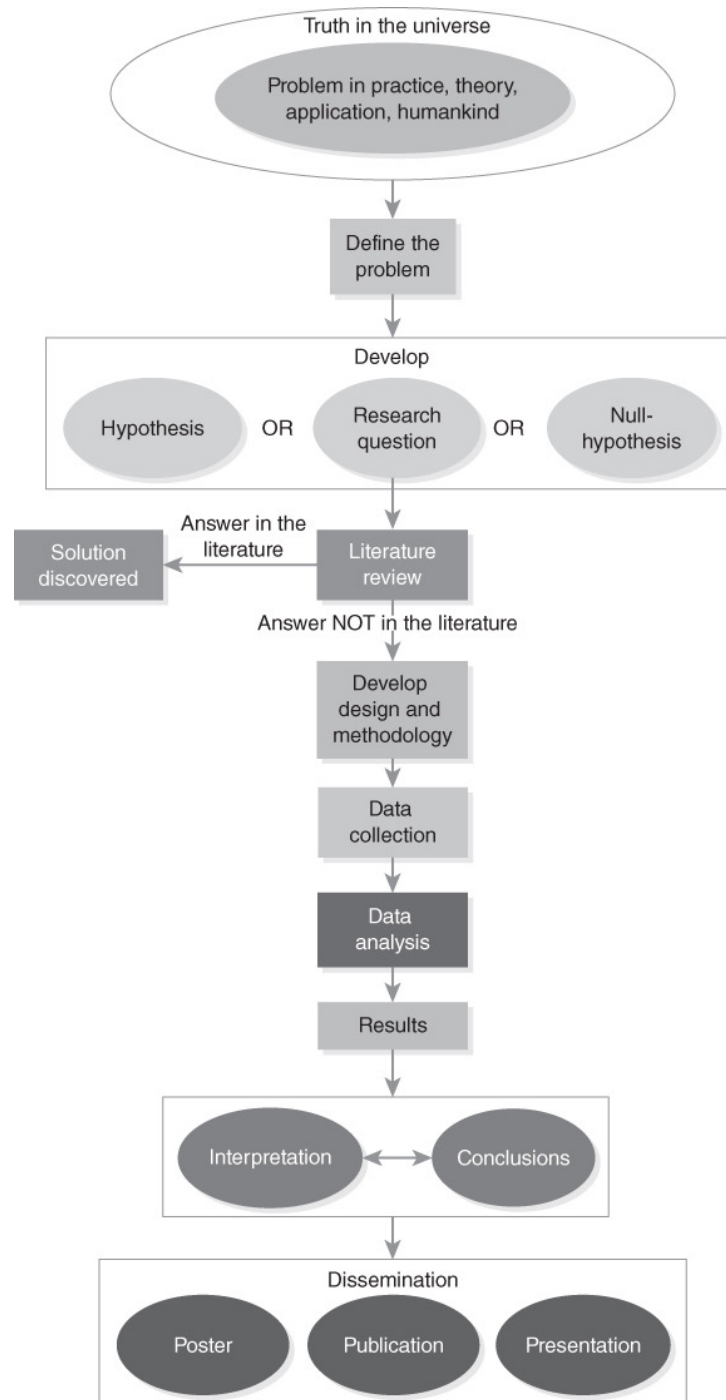 Truth in the universe
Problem in practice, theory,
application, humankind
Define the
problem
Develop
Hypothesis
OR
Research
question
OR
Null-
hypothesis
Answer in the
literature
Solution
discovered
Literature
review
Answer NOT in the literature
Develop
design and
methodology
Data
collection
Data
analysis
Results
Interpretation
Conclusions
Dissemination
Poster
Publication
Presentation